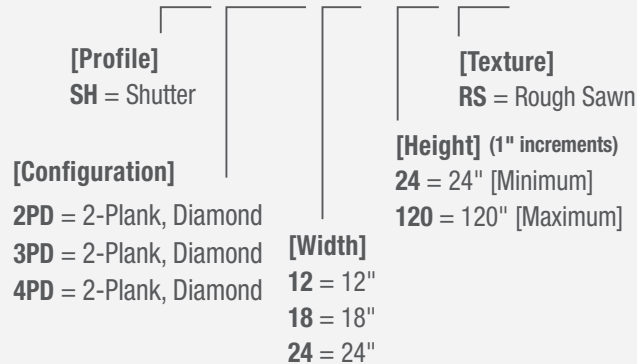 [Profile]
SH = Shutter
[Configuration]
2PD = 2-Plank, Diamond
3PD = 2-Plank, Diamond
4PD = 2-Plank, Diamond
[Width]
12 = 12"
18 = 18"
24 = 24"
[Height] (1" increments)
24 = 24" [Minimum]
120 = 120" [Maximum]
[Texture]
RS = Rough Sawn